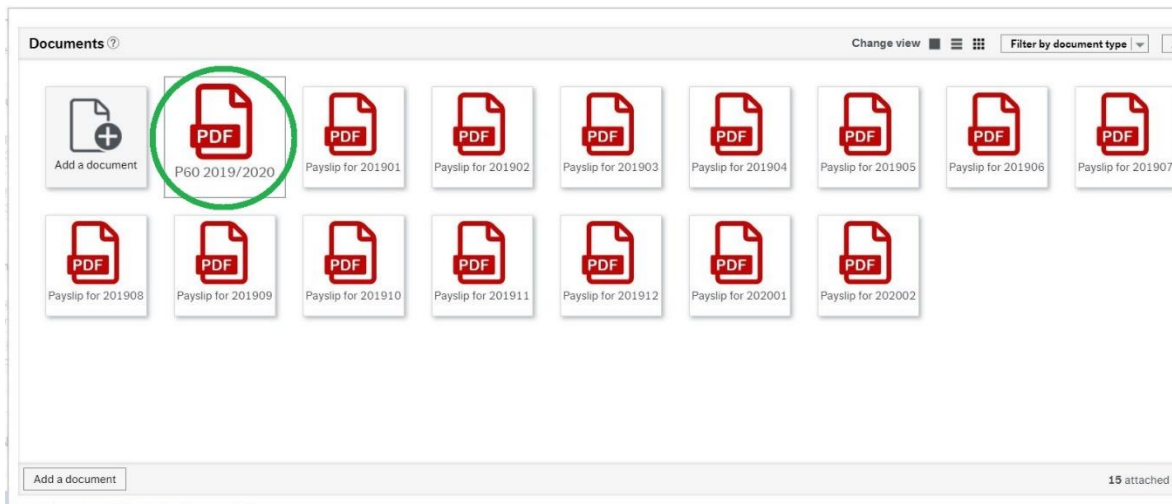 Documents ?
Change view
Filter by document type
Add a document
PDF
P60 2019/2020
PDF
Payslip for 201901
PDF
Payslip for 201902
PDF
Payslip for 201903
PDF
Payslip for 201904
PDF
Payslip for 201905
PDF
Payslip for 201906
PDF
Payslip for 201907
PDF
Payslip for 201908
PDF
Payslip for 201909
PDF
Payslip for 201910
PDF
Payslip for 201911
PDF
Payslip for 201912
PDF
Payslip for 202001
PDF
Payslip for 202002
Add a document
15 attached